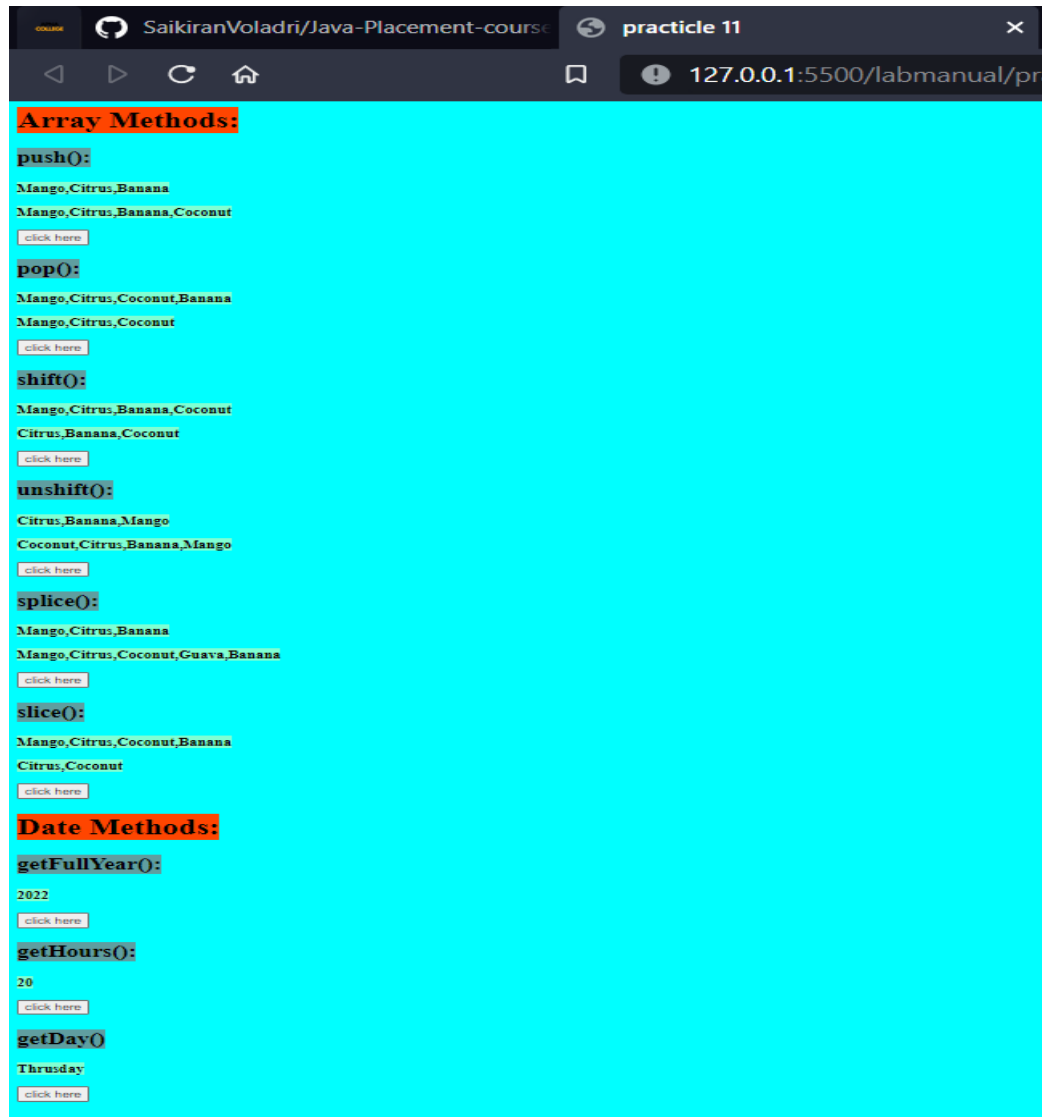 COLLEGE SaikiranVoladri/Java-Placement-course practicle 11
127.0.0.1:5500/labmanual/pr
Array Methods:
push():
Mango,Citrus,Banana
Mango,Citrus,Banana,Coconut
click here
pop():
Mango,Citrus,Coconut,Banana
Mango,Citrus,Coconut
click here
shift():
Mango,Citrus,Banana,Coconut
Citrus,Banana,Coconut
click here
unshift():
Citrus,Banana,Mango
Coconut,Citrus,Banana,Mango
click here
splice():
Mango,Citrus,Banana
Mango,Citrus,Coconut,Guava,Banana
click here
slice():
Mango,Citrus,Coconut,Banana
Citrus,Coconut
click here
Date Methods:
getFullYear():
2022
click here
getHours():
20
click here
getDay()
Thrusday
click here